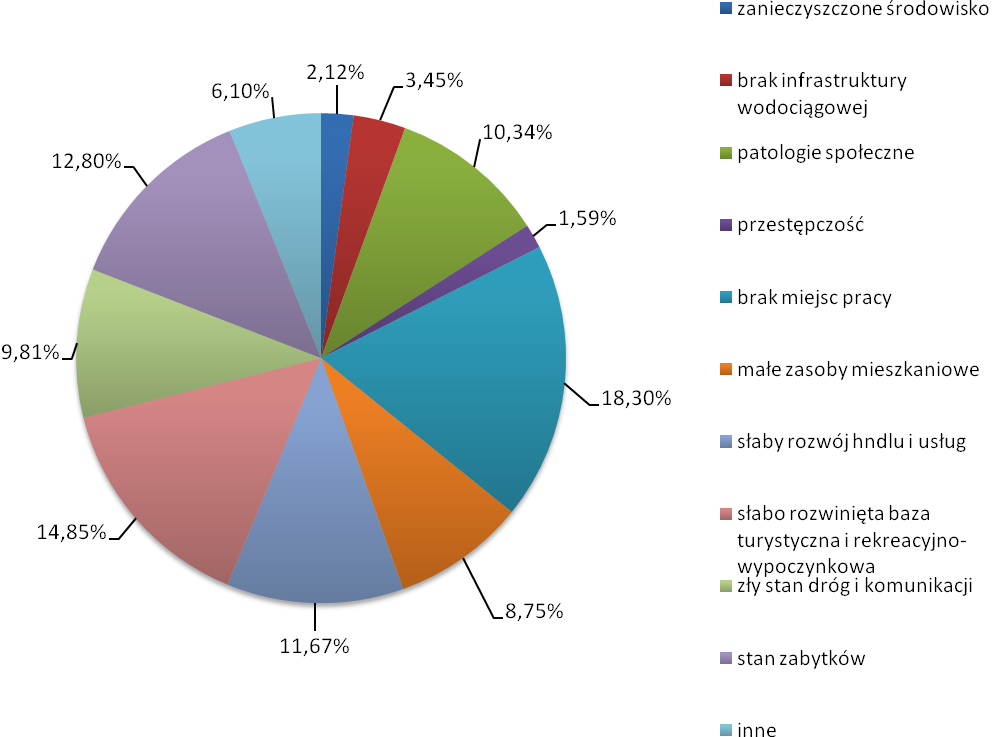 zanieczyszczone środowisko
brak infrastruktury
wodociągowej
patologie społeczne
przestępczość
brak miejsc pracy
małe zasoby mieszkaniowe
słaby rozwój hndlu i usług
słabo rozwinięta baza
turystyczna i rekreacyjno-
wypoczynkowa
zły stan dróg i komunikacji
stan zabytków
inne
2,12%
3,45%
10,34%
1,59%
18,30%
8,75%
11,67%
14,85%
9,81%
12,80%
6,10%